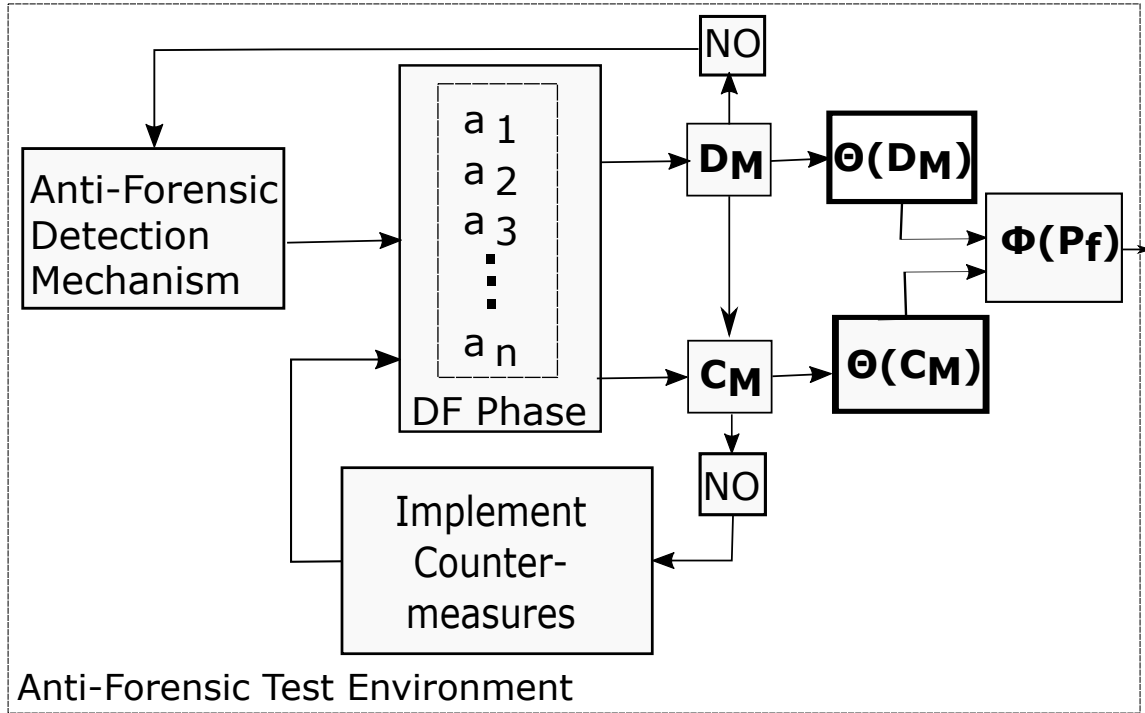 NO
Anti-Forensic
Detection
Mechanism
a 1
a 2
a 3
a n
DF Phase
DM
Θ(DM)
Φ(Pf)
CM
Θ(CM)
NO
Implement
Counter-
measures
Anti-Forensic Test Environment